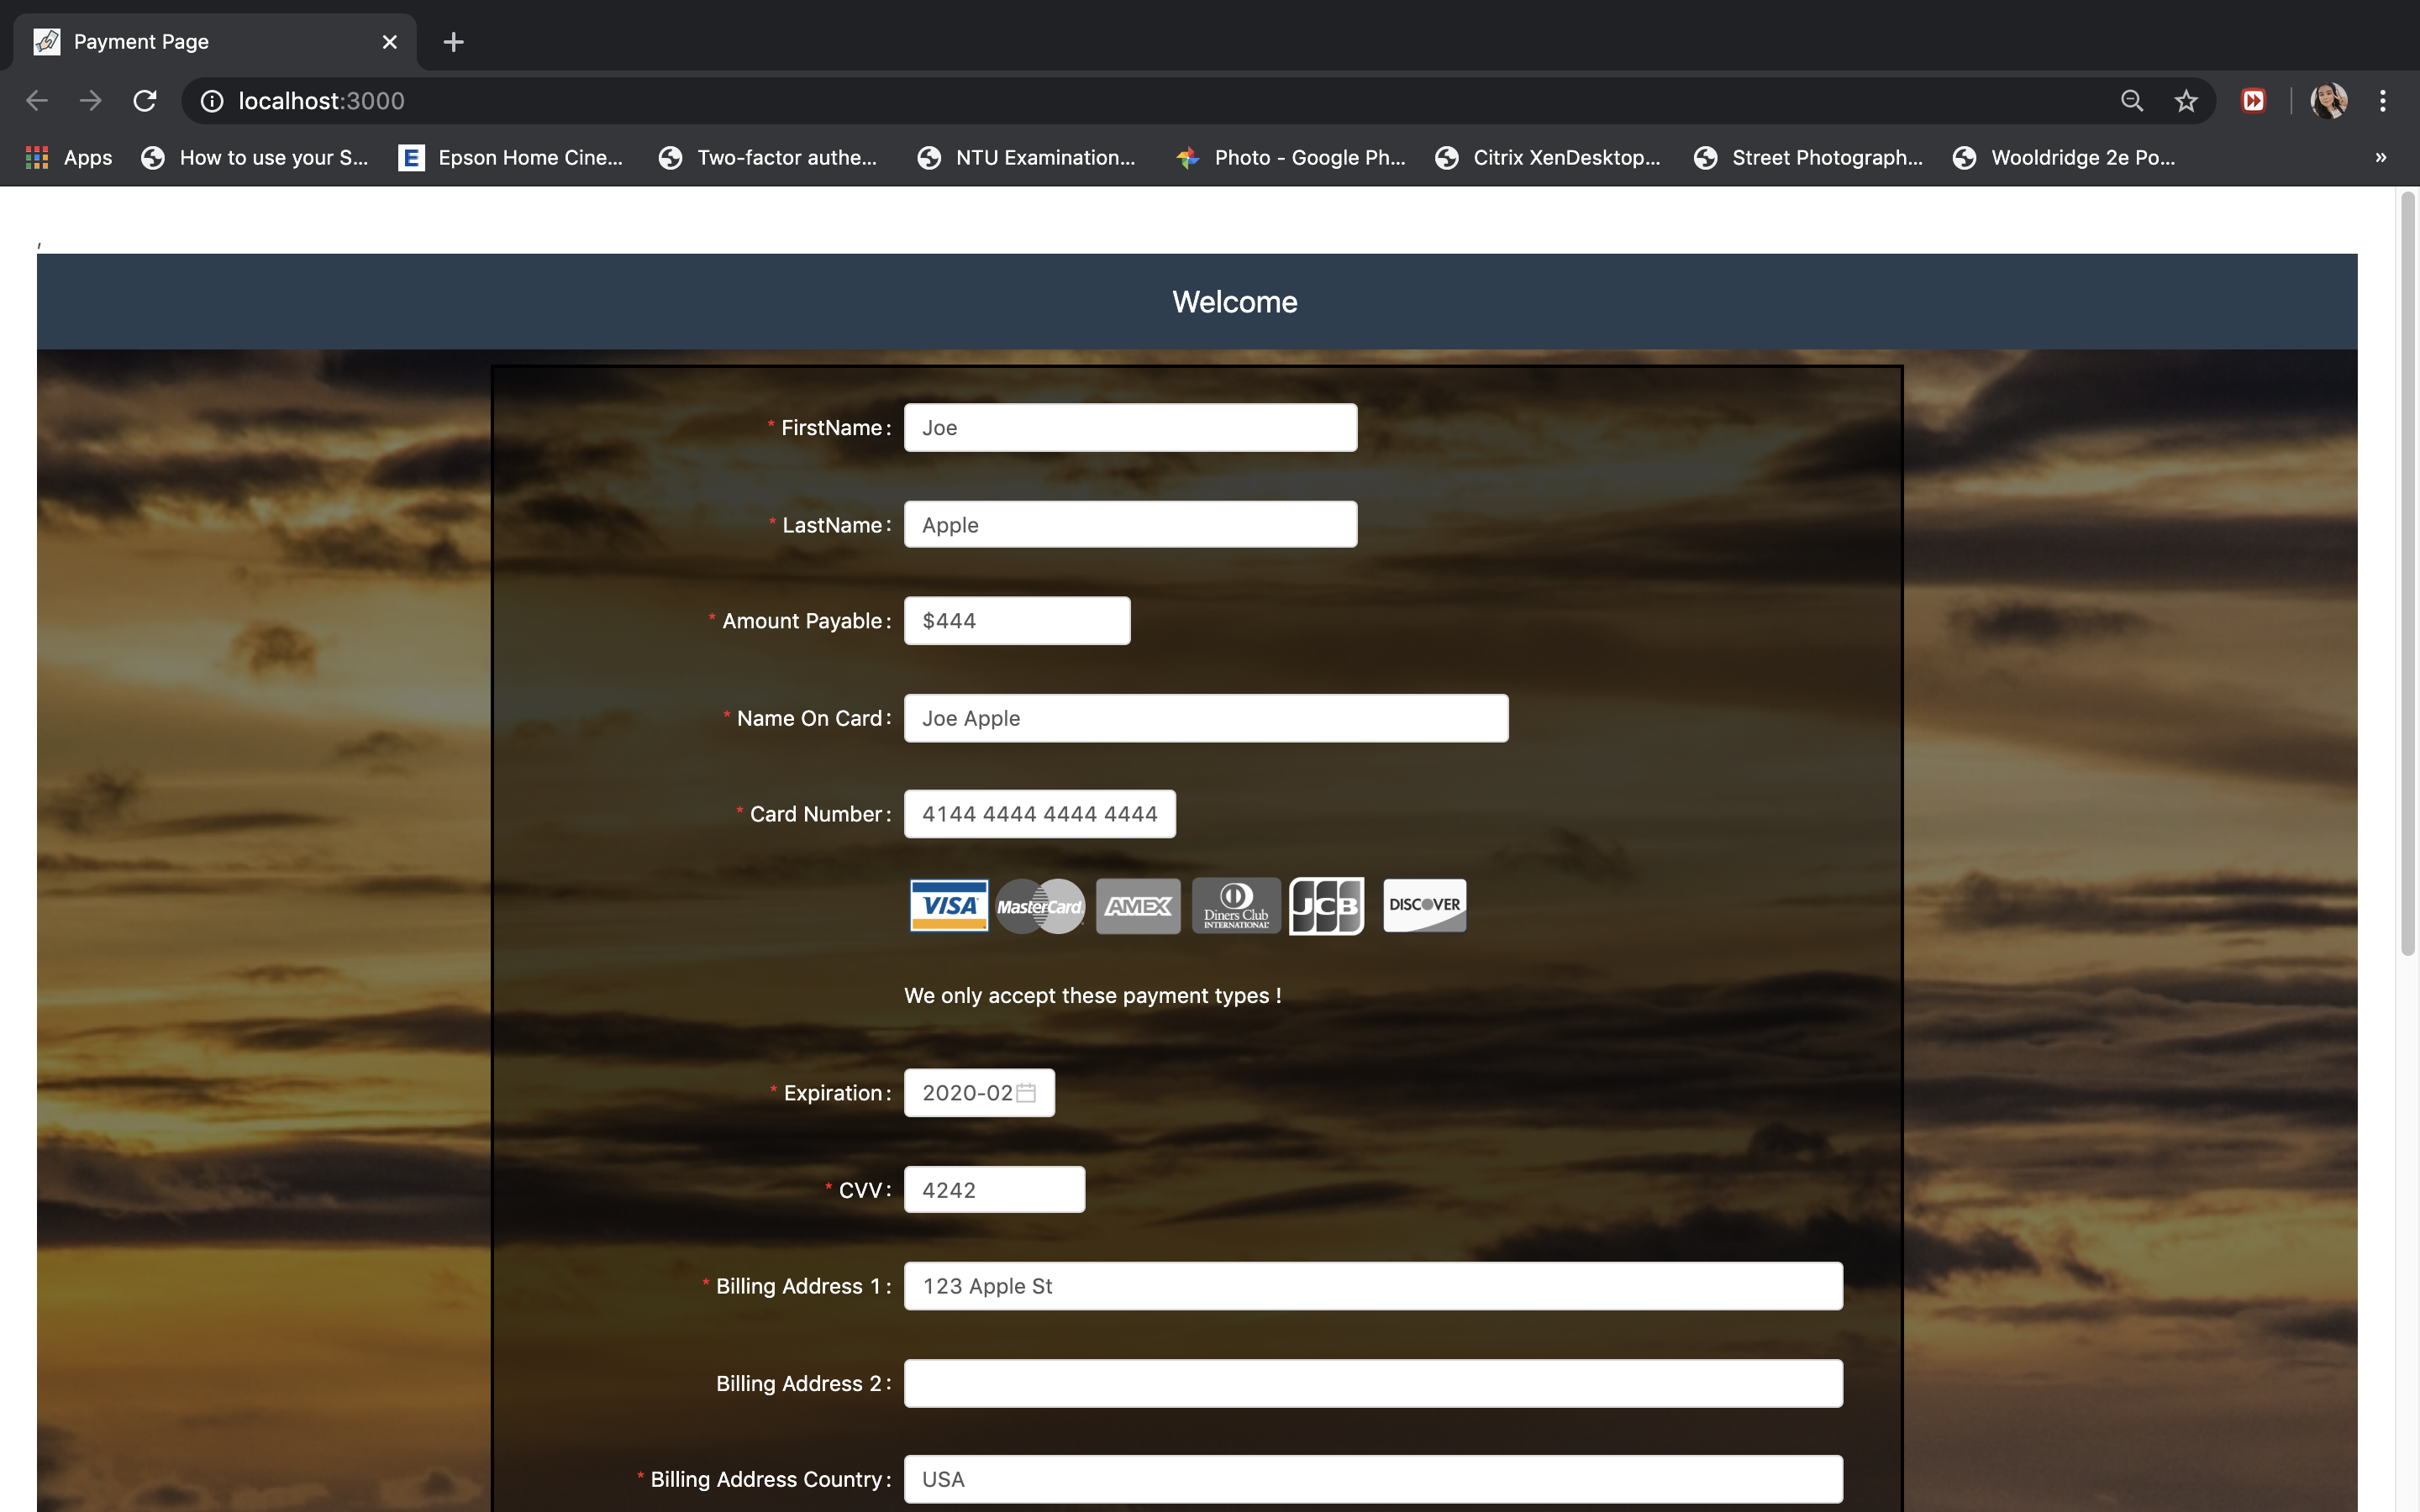 Payment Page
localhost:3000
Apps How to use your S... Epson Home Cine... Two-factor authe... NTU Examination... Photo - Google Ph... Citrix XenDesktop... Street Photograph... Wooldridge 2e Po... »
,
Welcome
* FirstName: Joe
* LastName: Apple
* Amount Payable: $444
* Name On Card: Joe Apple
* Card Number: 4144 4444 4444 4444
VISA MasterCard AMEX Diners Club INTERNATIONAL JCB DISCOVER
We only accept these payment types !
* Expiration: 2020-02
* CVV: 4242
* Billing Address 1: 123 Apple St
Billing Address 2:
* Billing Address Country: USA